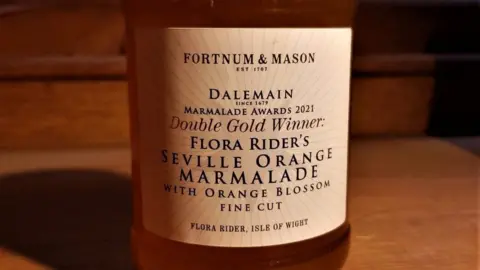 FORTNUM & MASON
EST 1707
DALEMAIN
SINCE 1679
MARMALADE AWARDS 2021
Double Gold Winner:
FLORA RIDER'S
SEVILLE ORANGE
MARMALADE
WITH ORANGE BLOSSOM
FINE CUT
FLORA RIDER, ISLE OF WIGHT